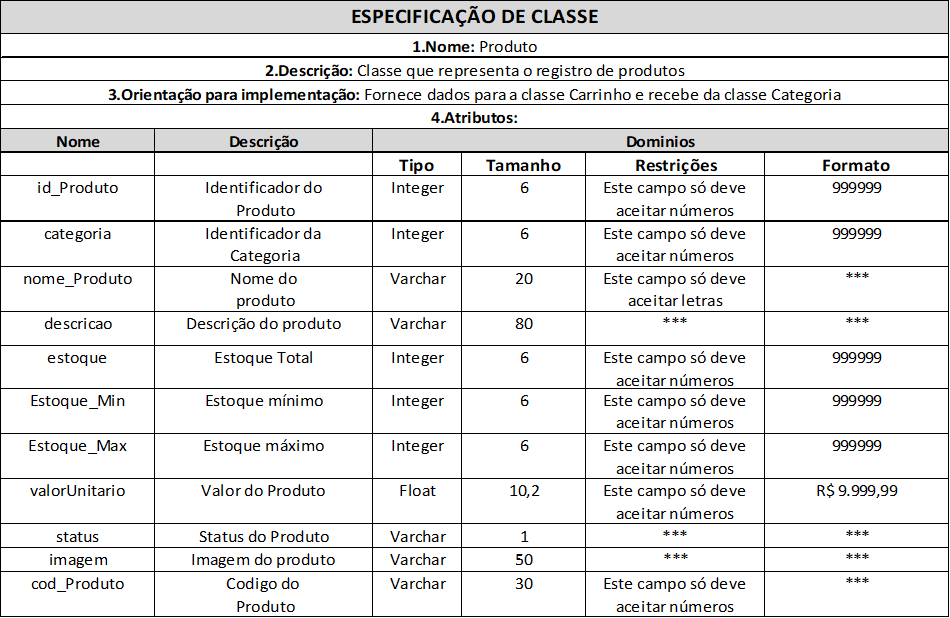 ESPECIFICAÇÃO DE CLASSE
1.Nome: Produto
2.Descrição: Classe que representa o registro de produtos
3.Orientação para implementação: Fornece dados para a classe Carrinho e recebe da classe Categoria
4.Atributos:
Nome Descrição Dominios
Tipo Tamanho Restrições Formato
id_Produto Identificador do Integer 6 Este campo só deve 999999
Produto aceitar números
categoria Identificador da Integer 6 Este campo só deve 999999
Categoria aceitar números
nome_Produto Nome do Varchar 20 Este campo só deve ***
produto aceitar letras
descricao Descrição do produto Varchar 80 *** ***
estoque Estoque Total Integer 6 Este campo só deve 999999
aceitar números
Estoque_Min Estoque mínimo Integer 6 Este campo só deve 999999
aceitar números
Estoque_Max Estoque máximo Integer 6 Este campo só deve 999999
aceitar números
valorUnitario Valor do Produto Float 10,2 Este campo só deve R$ 9.999,99
aceitar números
status Status do Produto Varchar 1 *** ***
imagem Imagem do produto Varchar 50 *** ***
cod_Produto Codigo do Varchar 30 Este campo só deve ***
Produto aceitar números